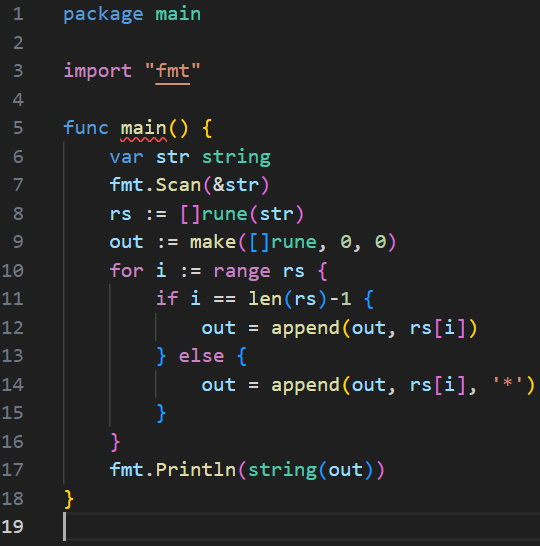 1 package main
2
3 import "fmt"
4
5 func main() {
6     var str string
7     fmt.Scan(&str)
8     rs := []rune(str)
9     out := make([]rune, 0, 0)
10     for i := range rs {
11         if i == len(rs)-1 {
12             out = append(out, rs[i])
13         } else {
14             out = append(out, rs[i], '*')
15         }
16     }
17     fmt.Println(string(out))
18 }
19